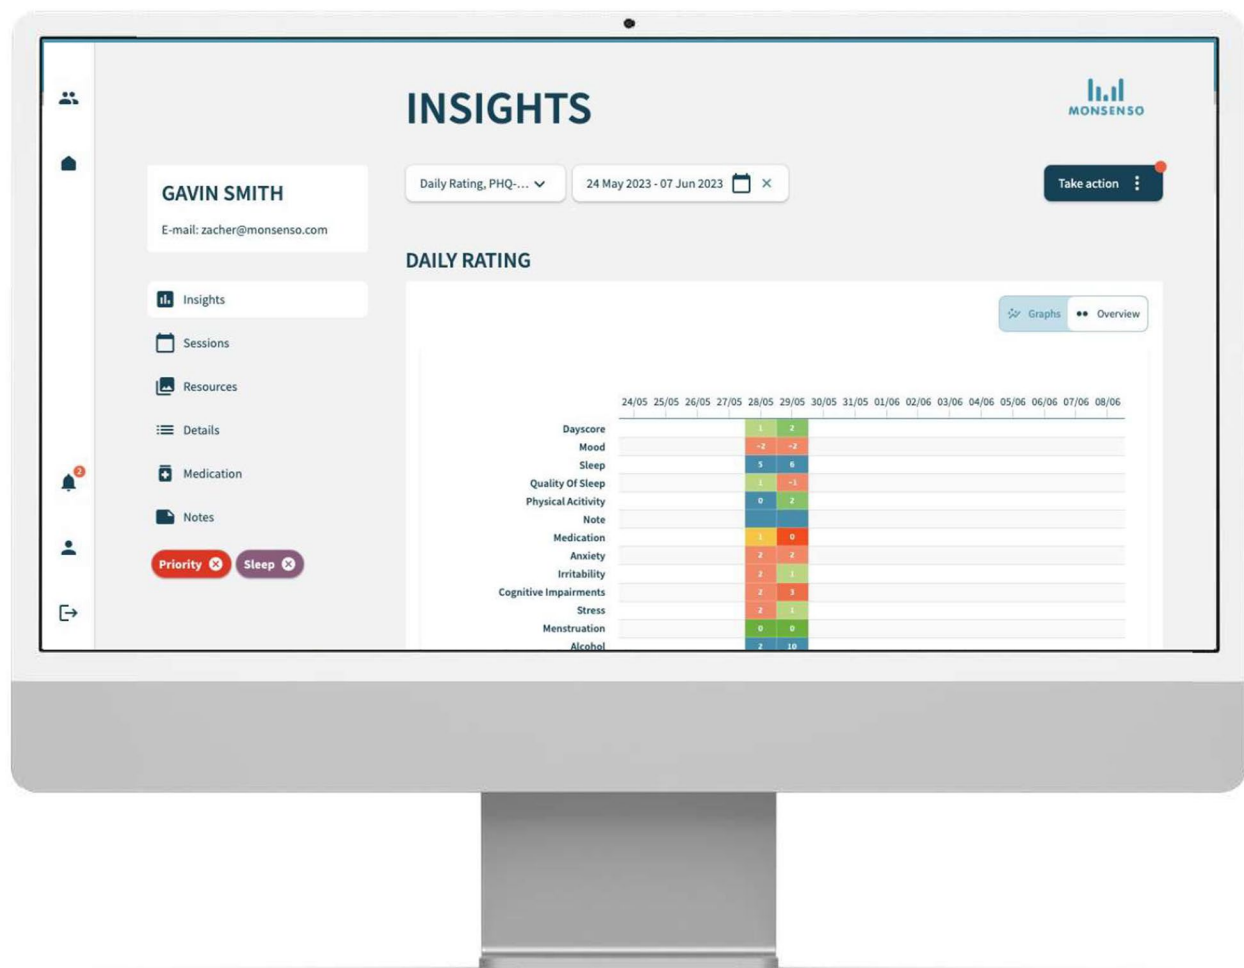 INSIGHTS
MONSENSO
GAVIN SMITH
E-mail: zacher@monsenso.com
Daily Rating, PHQ-...
24 May 2023 - 07 Jun 2023
Take action
DAILY RATING
Insights
Sessions
Resources
Details
Medication
Notes
Priority
Sleep
2
Graphs
Overview
24/05 25/05 26/05 27/05 28/05 29/05 30/05 31/05 01/06 02/06 03/06 04/06 05/06 06/06 07/06 08/06
Dayscore 1 2
Mood -2 -2
Sleep 5 6
Quality Of Sleep 1 -1
Physical Acitivity 0 2
Note
Medication 1 0
Anxiety 2 2
Irritability 2 1
Cognitive Impairments 2 3
Stress 2 1
Menstruation 0 0
Alcohol 2 10